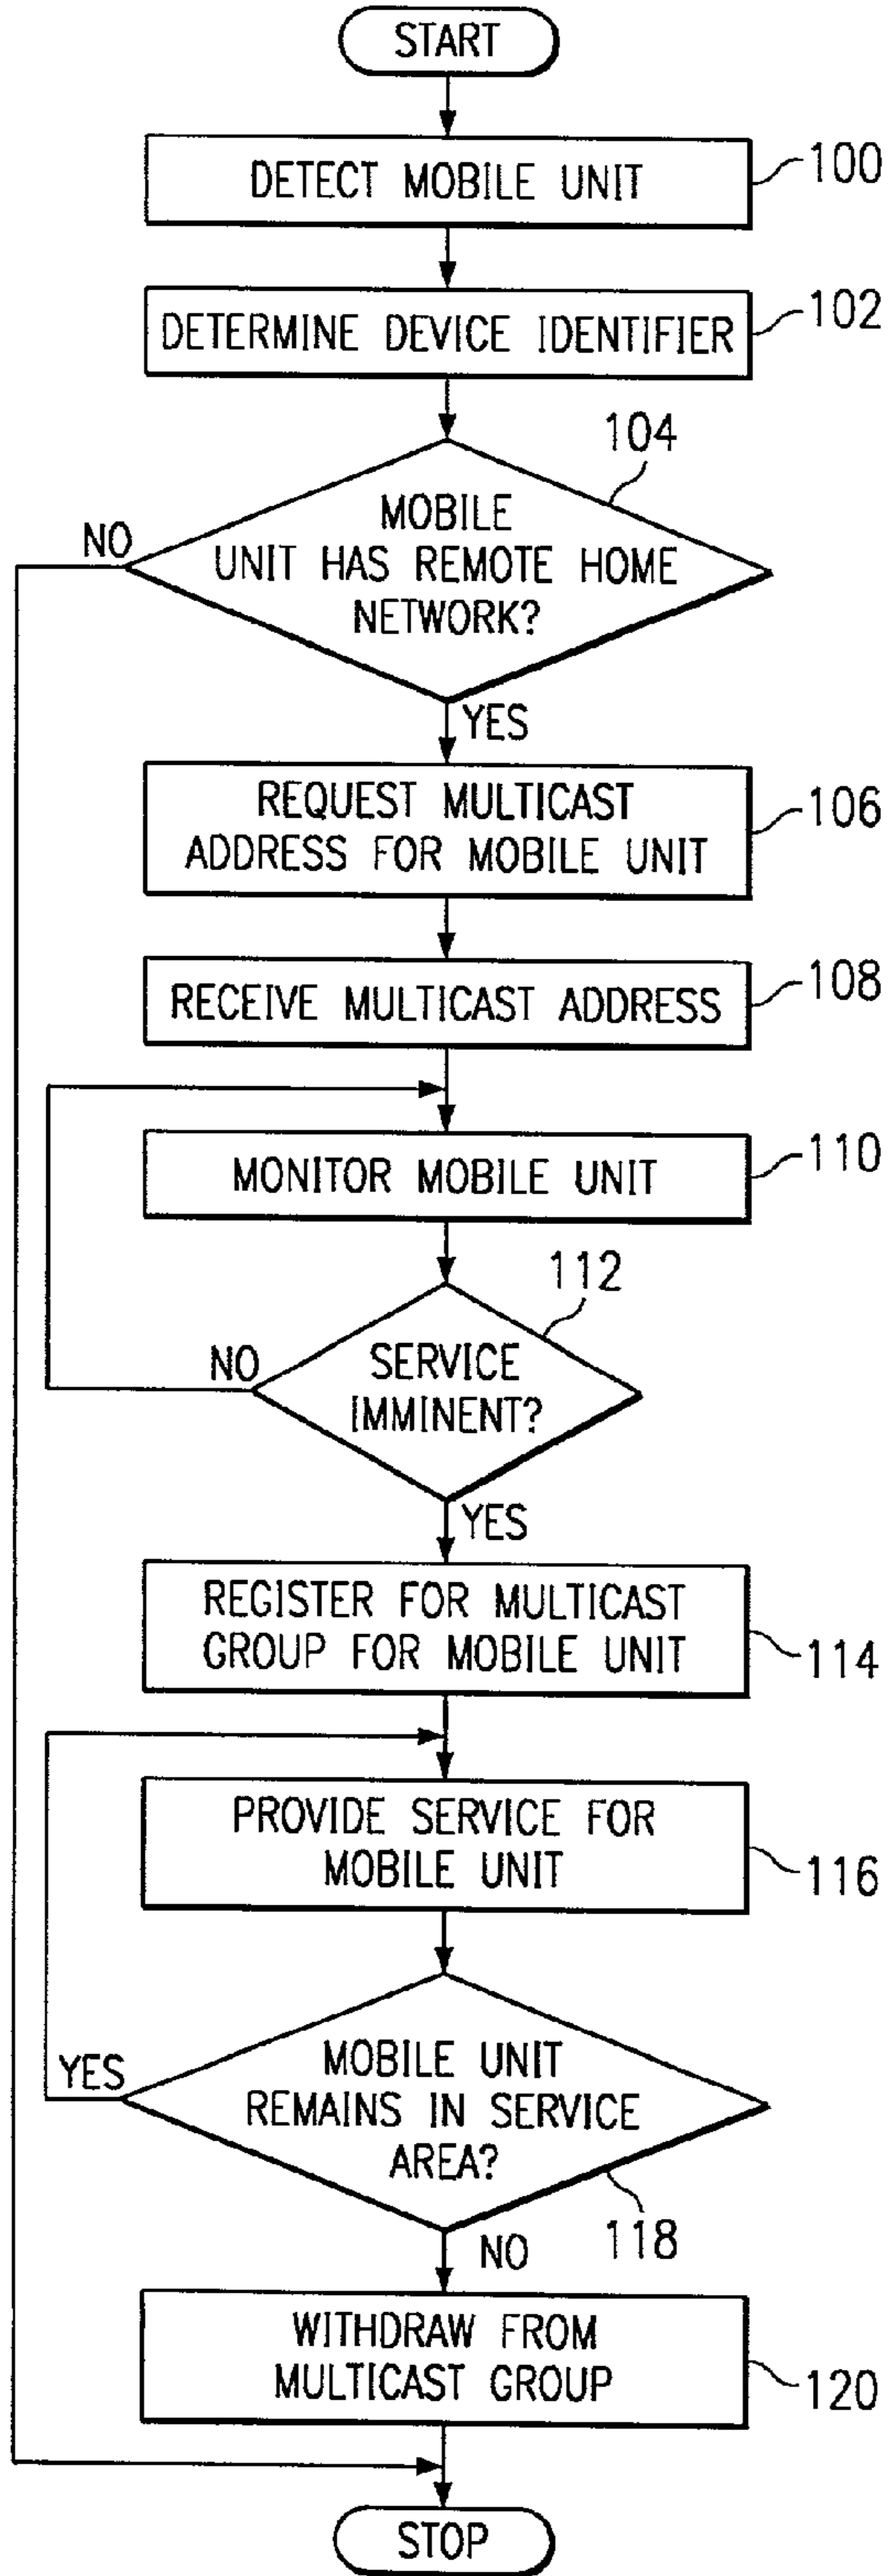 START
DETECT MOBILE UNIT
100
DETERMINE DEVICE IDENTIFIER
102
104
MOBILE
UNIT HAS REMOTE HOME
NETWORK?
NO
YES
REQUEST MULTICAST
ADDRESS FOR MOBILE UNIT
106
RECEIVE MULTICAST ADDRESS
108
MONITOR MOBILE UNIT
110
112
SERVICE
IMMINENT?
NO
YES
REGISTER FOR MULTICAST
GROUP FOR MOBILE UNIT
114
PROVIDE SERVICE FOR
MOBILE UNIT
116
MOBILE UNIT
REMAINS IN SERVICE
AREA?
YES
118
NO
WITHDRAW FROM
MULTICAST GROUP
120
STOP